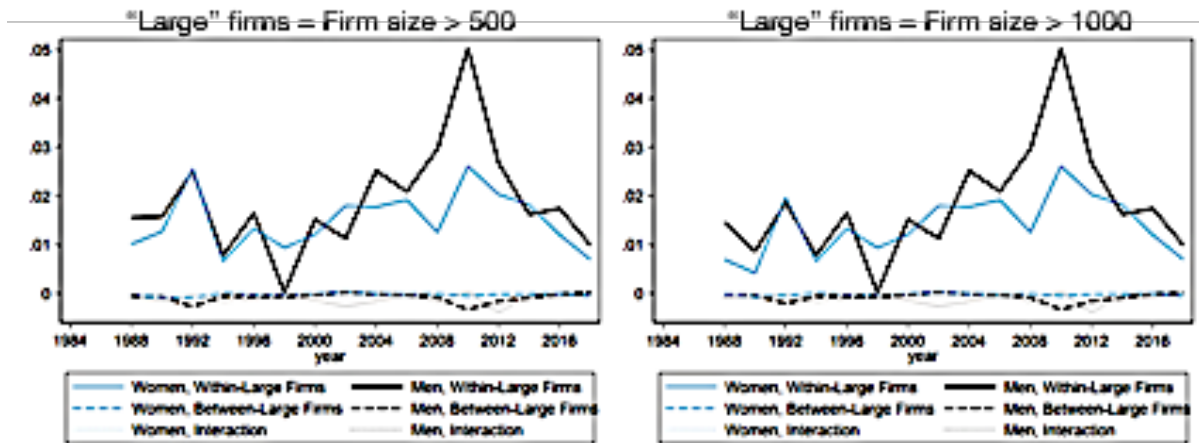 “Large” firms = Firm size > 500
.05
.04
.03
.02
.01
0
1984 1988 1992 1996 2000 2004 2008 2012 2016
year
Women, Within-Large Firms Men, Within-Large Firms
Women, Between-Large Firms Men, Between-Large Firms
Women, Interaction Men, Interaction
“Large” firms = Firm size > 1000
.05
.04
.03
.02
.01
0
1984 1988 1992 1996 2000 2004 2008 2012 2016
year
Women, Within-Large Firms Men, Within-Large Firms
Women, Between-Large Firms Men, Between-Large Firms
Women, Interaction Men, Interaction